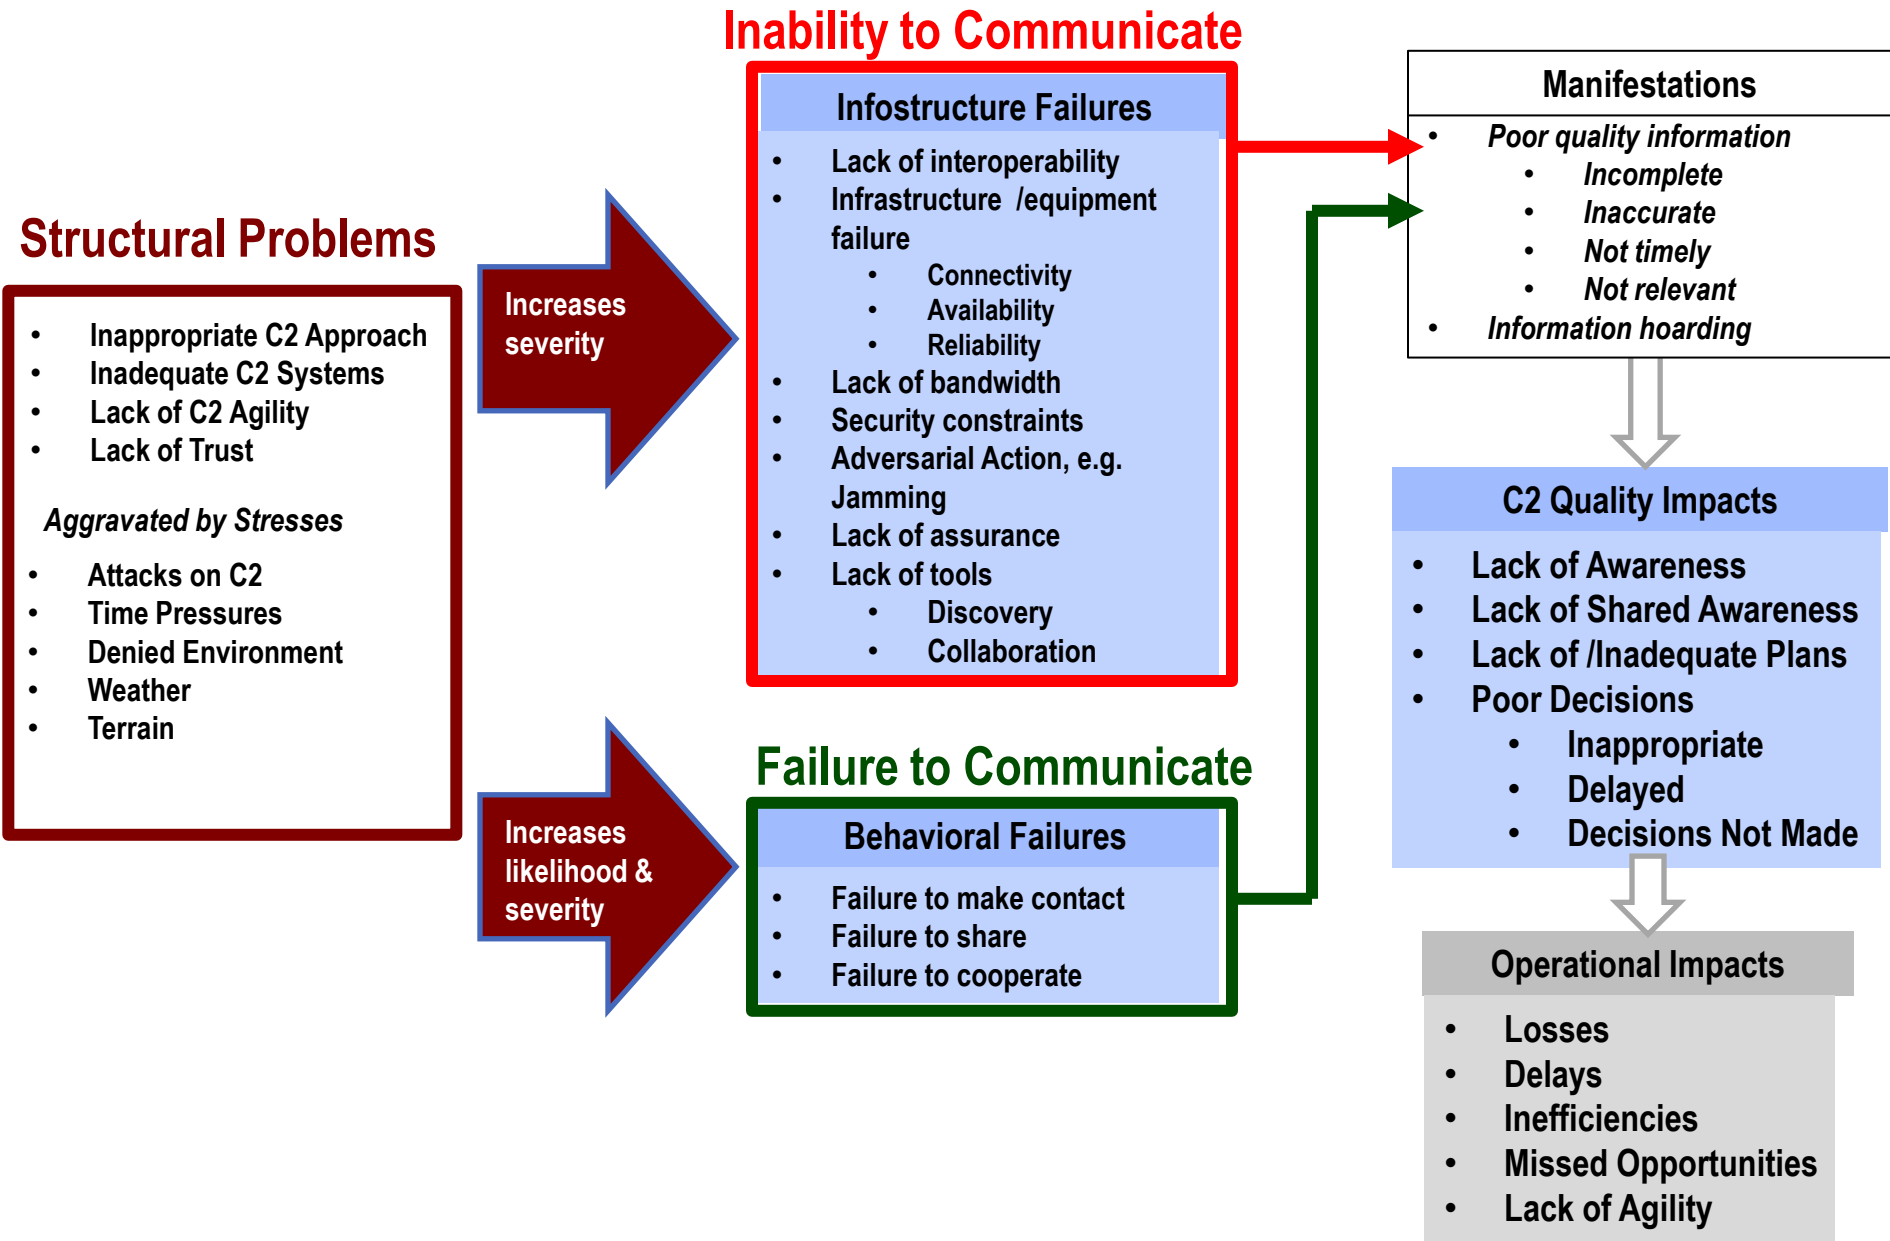 Structural Problems
• Inappropriate C2 Approach
• Inadequate C2 Systems
• Lack of C2 Agility
• Lack of Trust
Aggravated by Stresses
• Attacks on C2
• Time Pressures
• Denied Environment
• Weather
• Terrain
Increases
severity
Increases
likelihood &
severity
Inability to Communicate
Infostructure Failures
• Lack of interoperability
• Infrastructure /equipment
failure
• Connectivity
• Availability
• Reliability
• Lack of bandwidth
• Security constraints
• Adversarial Action, e.g.
Jamming
• Lack of assurance
• Lack of tools
• Discovery
• Collaboration
Failure to Communicate
Behavioral Failures
• Failure to make contact
• Failure to share
• Failure to cooperate
Manifestations
• Poor quality information
• Incomplete
• Inaccurate
• Not timely
• Not relevant
• Information hoarding
C2 Quality Impacts
• Lack of Awareness
• Lack of Shared Awareness
• Lack of /Inadequate Plans
• Poor Decisions
• Inappropriate
• Delayed
• Decisions Not Made
Operational Impacts
• Losses
• Delays
• Inefficiencies
• Missed Opportunities
• Lack of Agility